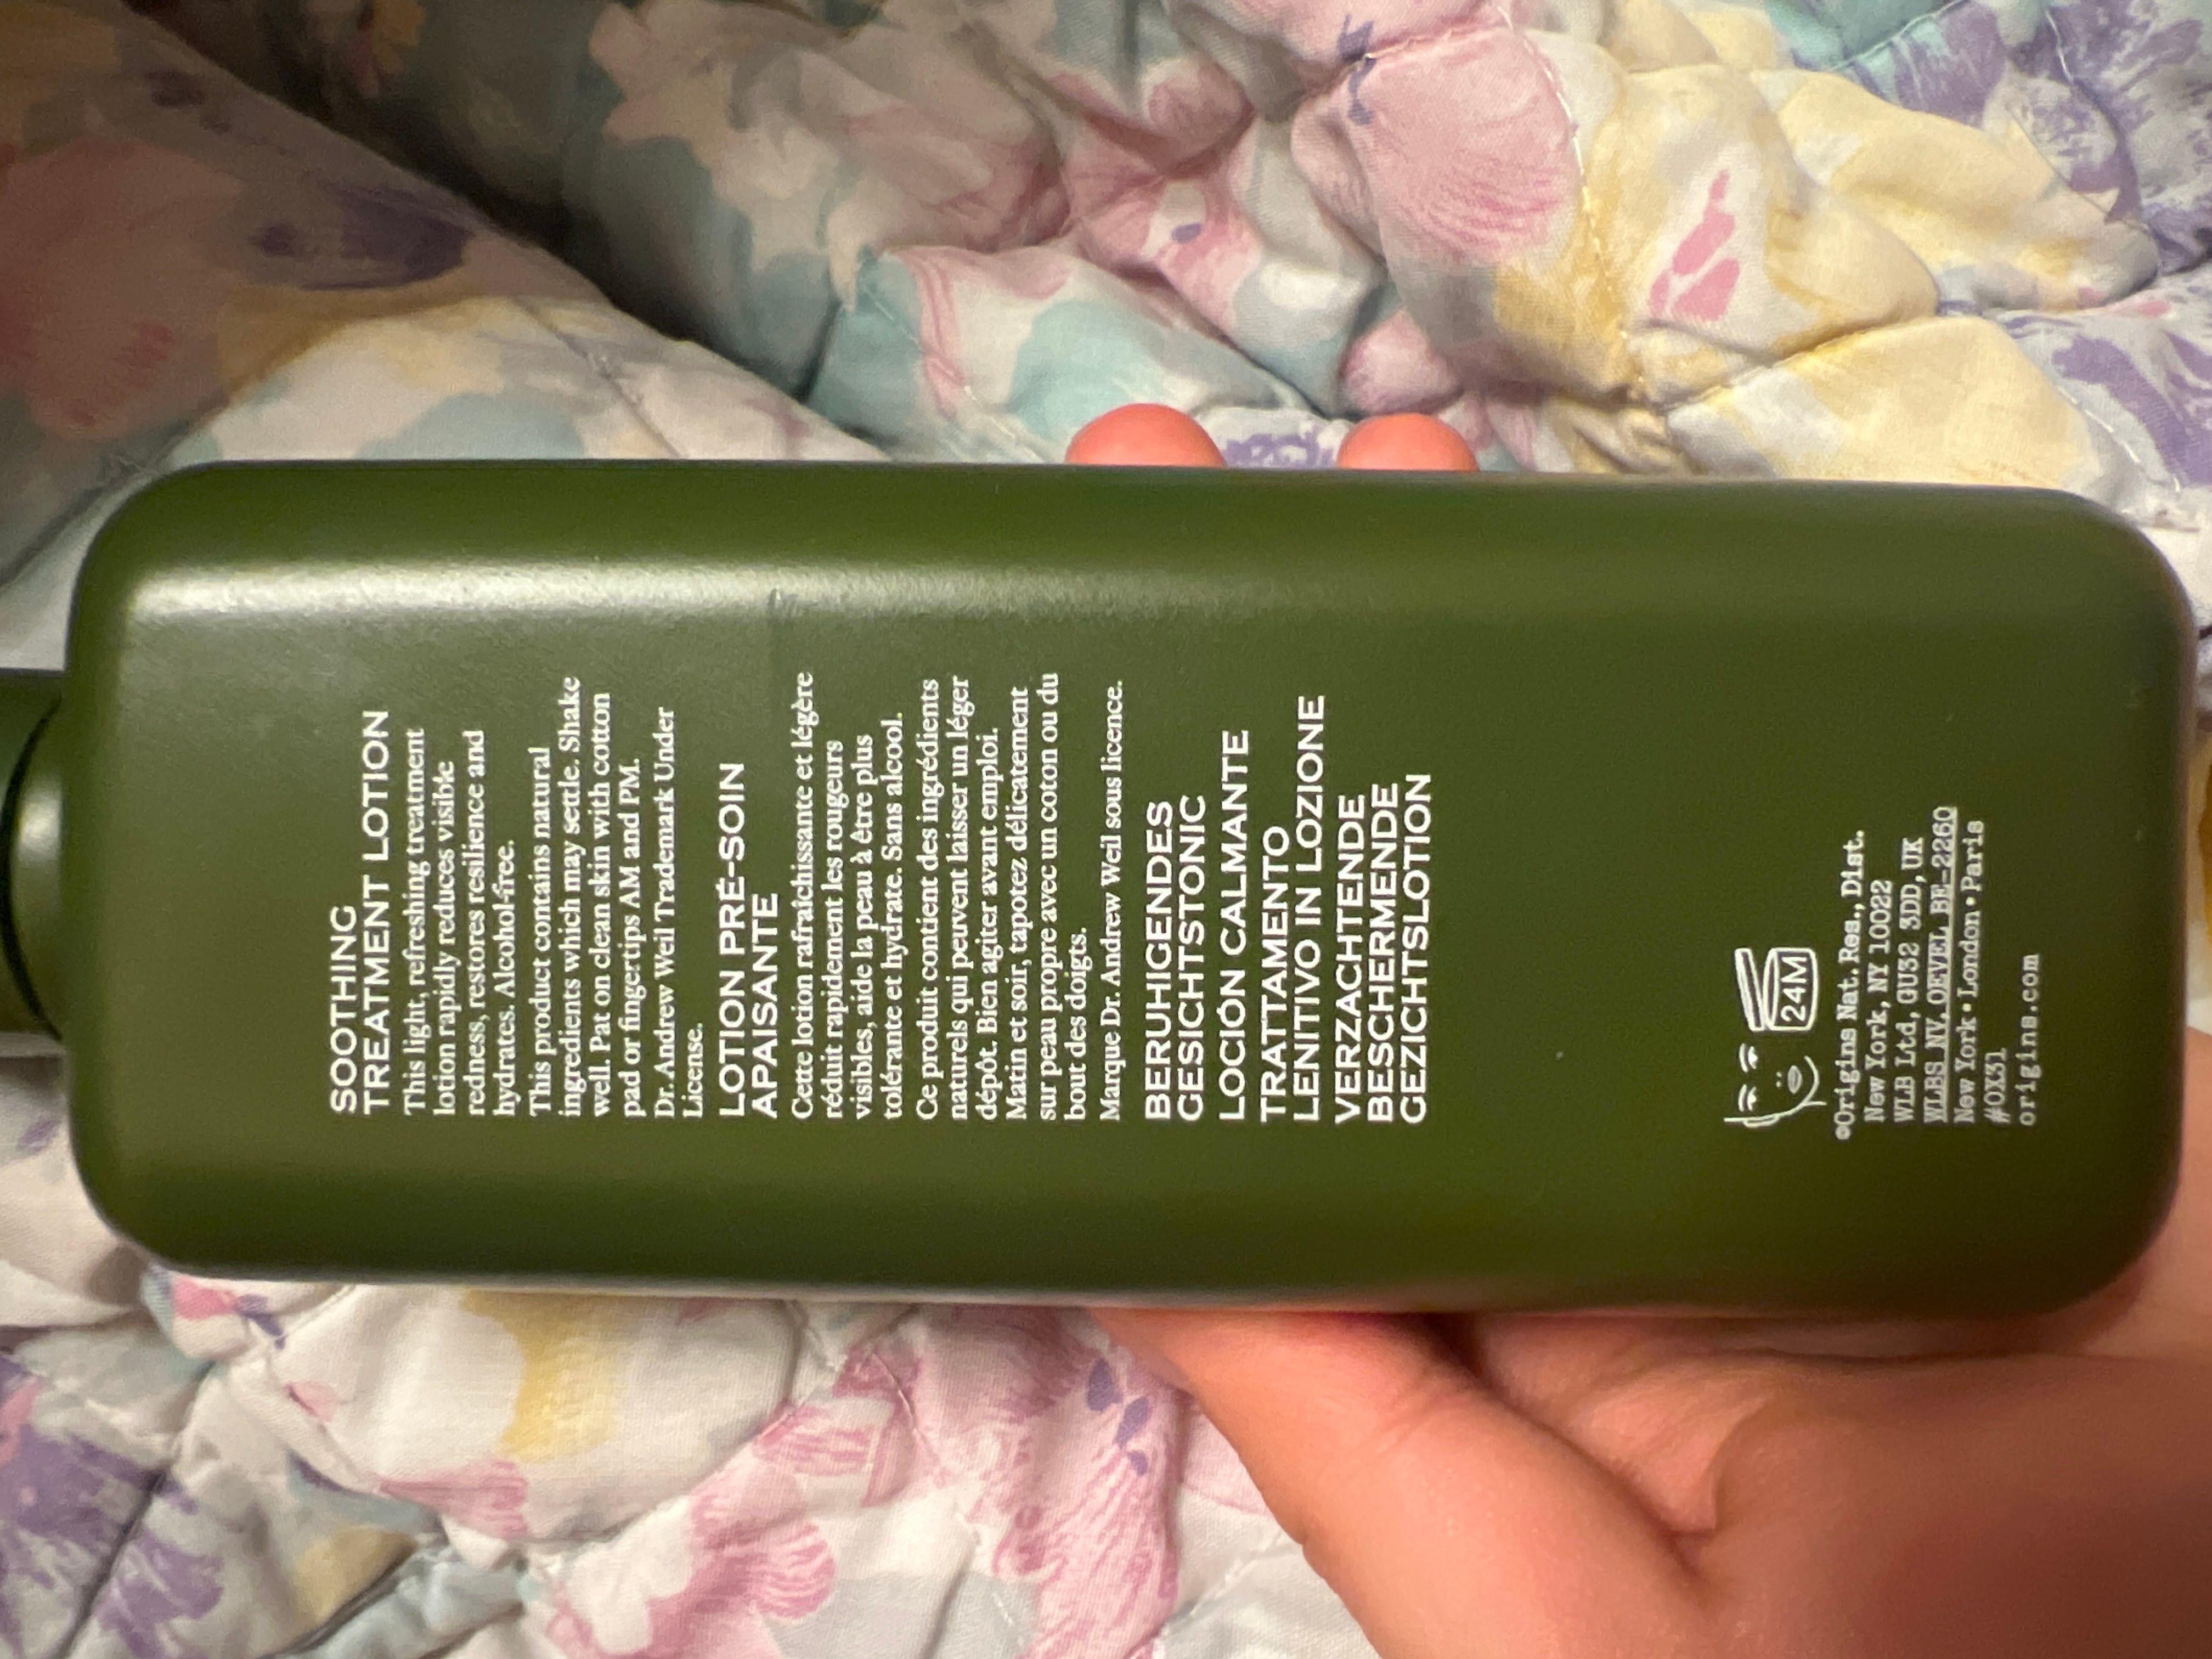 SOOTHING
TREATMENT LOTION
This light, refreshing treatment
lotion rapidly reduces visible
redness, restores resilience and
hydrates. Alcohol-free.
This product contains natural
ingredients which may settle. Shake
well. Pat on clean skin with cotton
pad or fingertips AM and PM.
Dr. Andrew Weil Trademark Under
License.
LOTION PRÉ-SOIN
APAISANTE
Cette lotion rafraîchissante et légère
réduit rapidement les rougeurs
visibles, aide la peau à être plus
tolérante et hydrate. Sans alcool.
Ce produit contient des ingrédients
naturels qui peuvent laisser un léger
dépôt. Bien agiter avant emploi.
Matin et soir, tapotez délicatement
sur peau propre avec un coton ou du
bout des doigts.
Marque Dr. Andrew Weil sous licence.
BERUHIGENDES
GESICHTSTONIC
LOCIÓN CALMANTE
TRATTAMENTO
LENITIVO IN LOZIONE
VERZACHTENDE
BESCHERMENDE
GEZICHTSLOTION
24M
©Origins Nat. Res., Dist.
New York, NY 10022
WLB Ltd, GU32 3DD, UK
WLBS NV, OEVEL BE-2260
New York • London • Paris
#0X31
origins.com